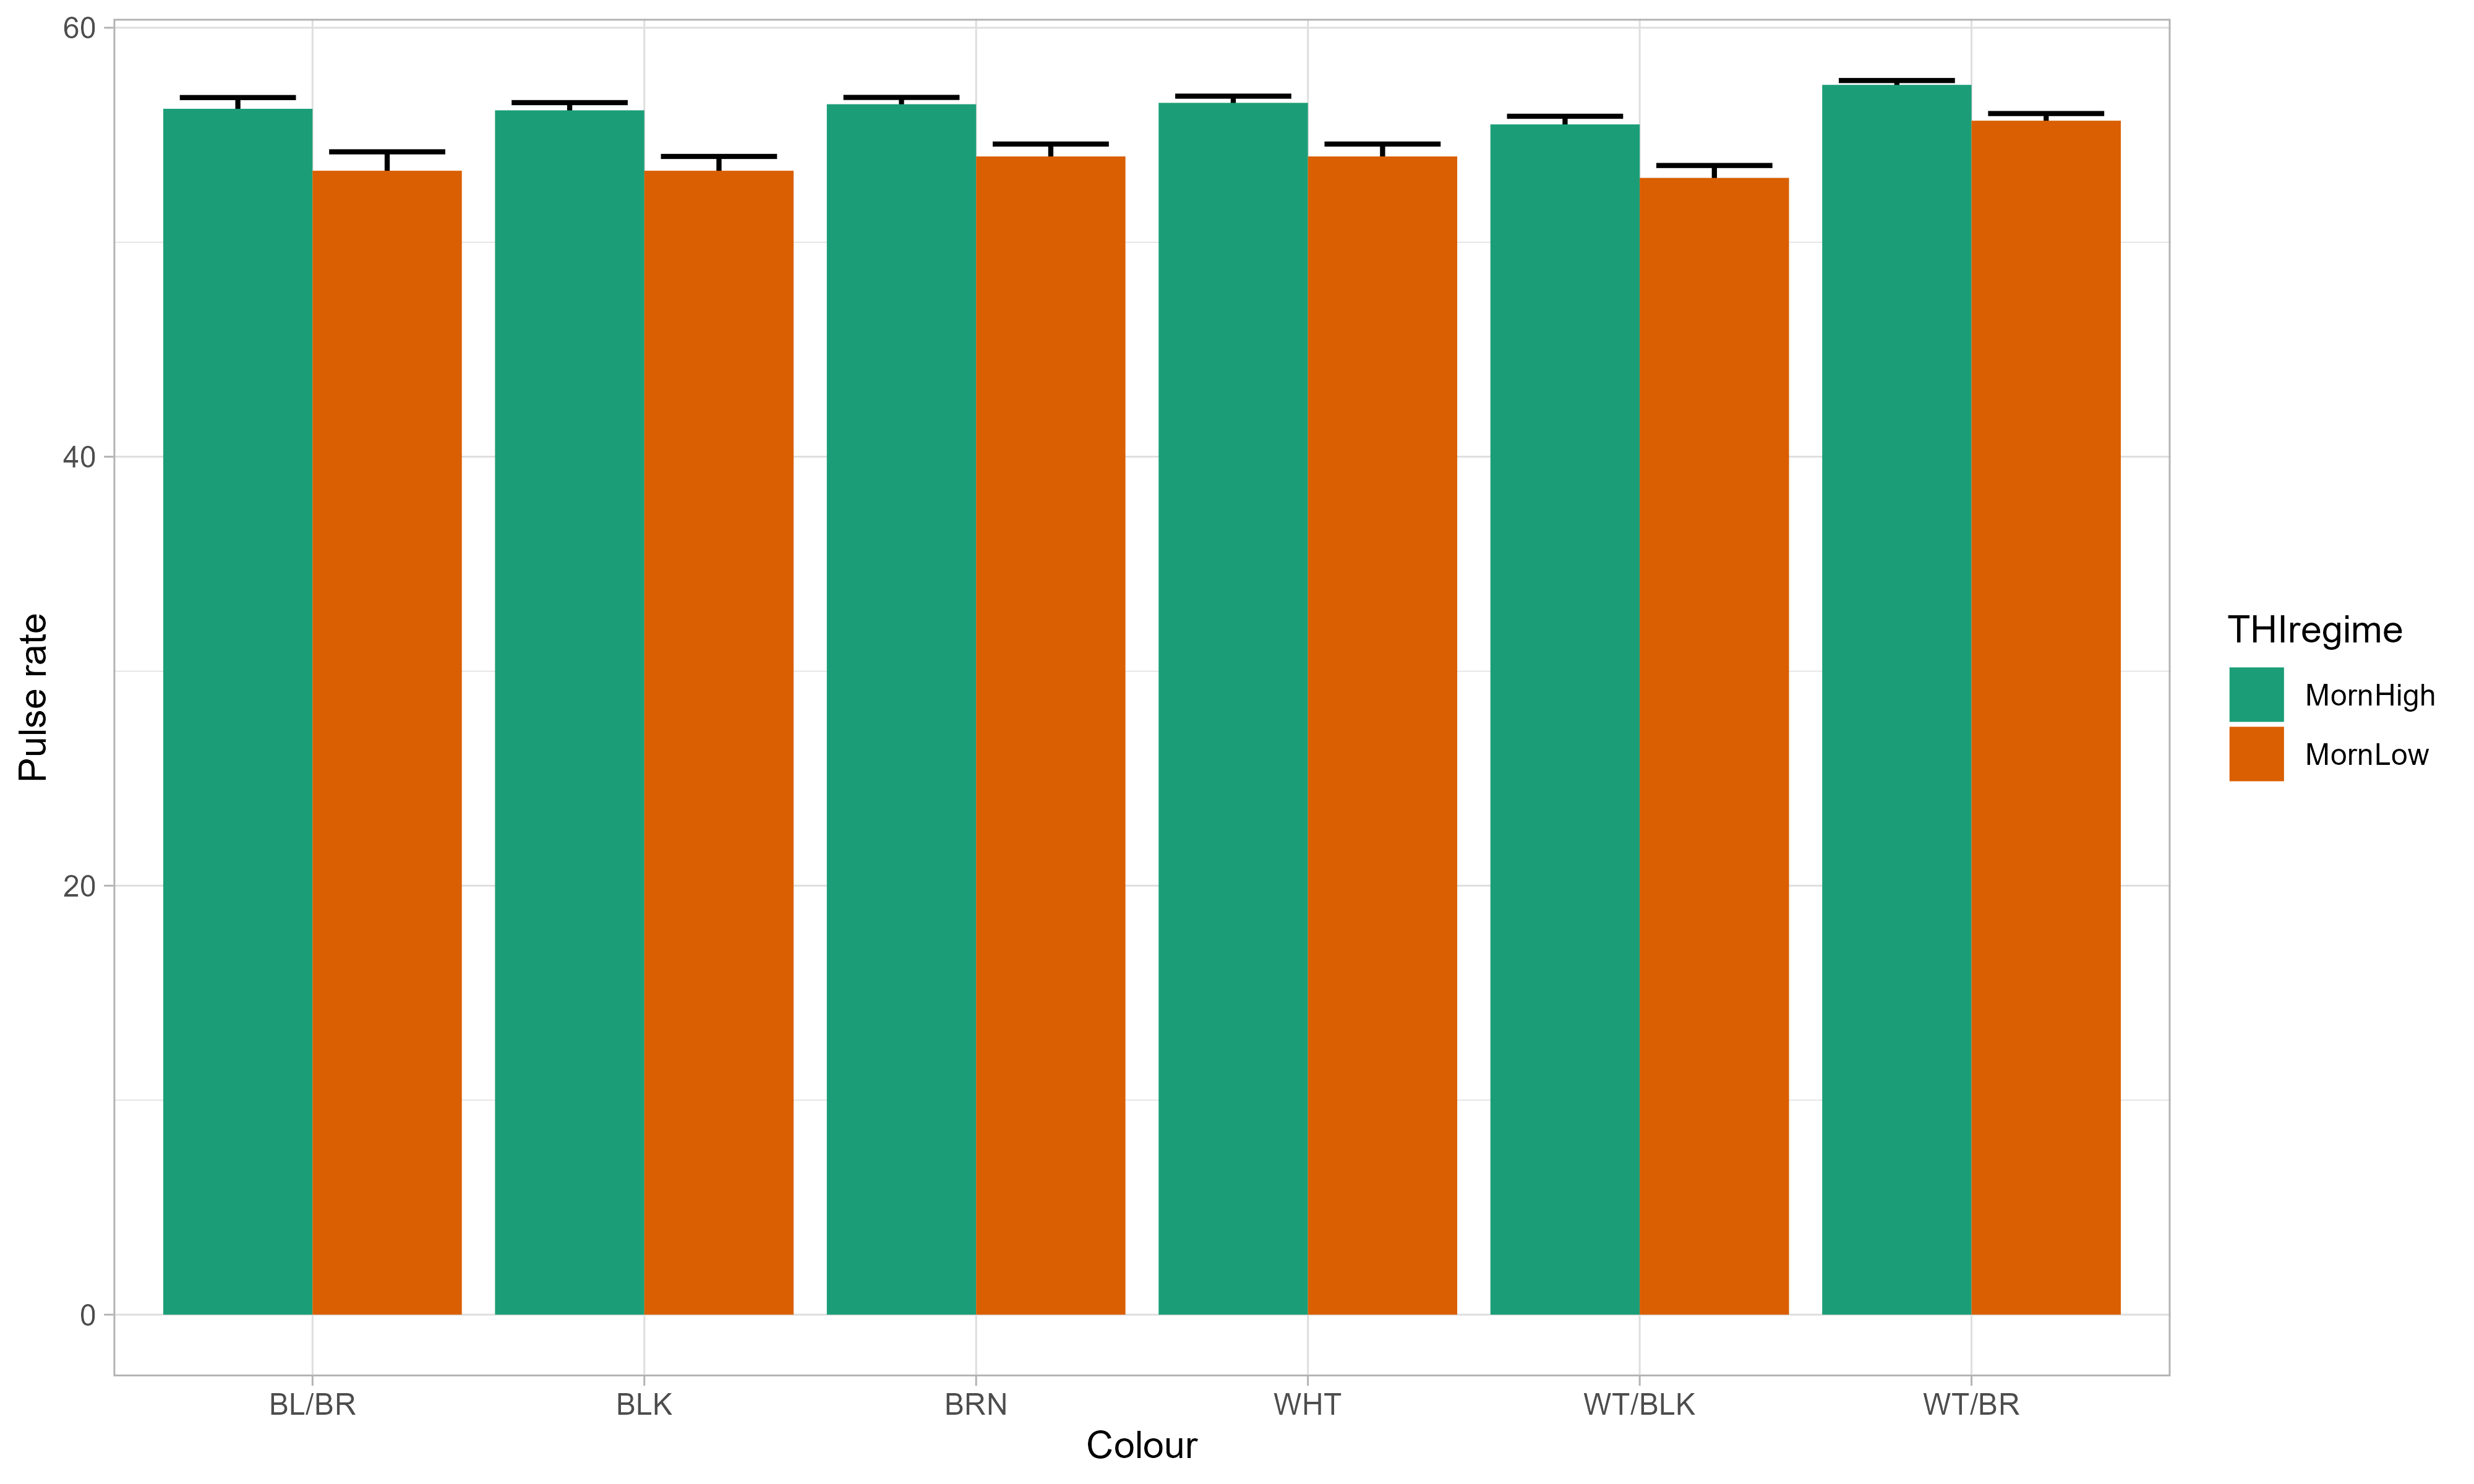 60
40
20
0
Pulse rate
BL/BR BLK BRN WHT WT/BLK WT/BR
Colour
THIregime
MornHigh
MornLow